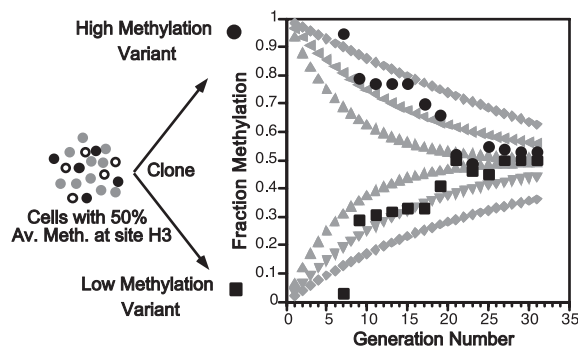 High Methylation
Variant
Cells with 50%
Av. Meth. at site H3
Clone
Low Methylation
Variant
Fraction Methylation
1
0.9
0.8
0.7
0.6
0.5
0.4
0.3
0.2
0.1
0
0 5 10 15 20 25 30 35
Generation Number